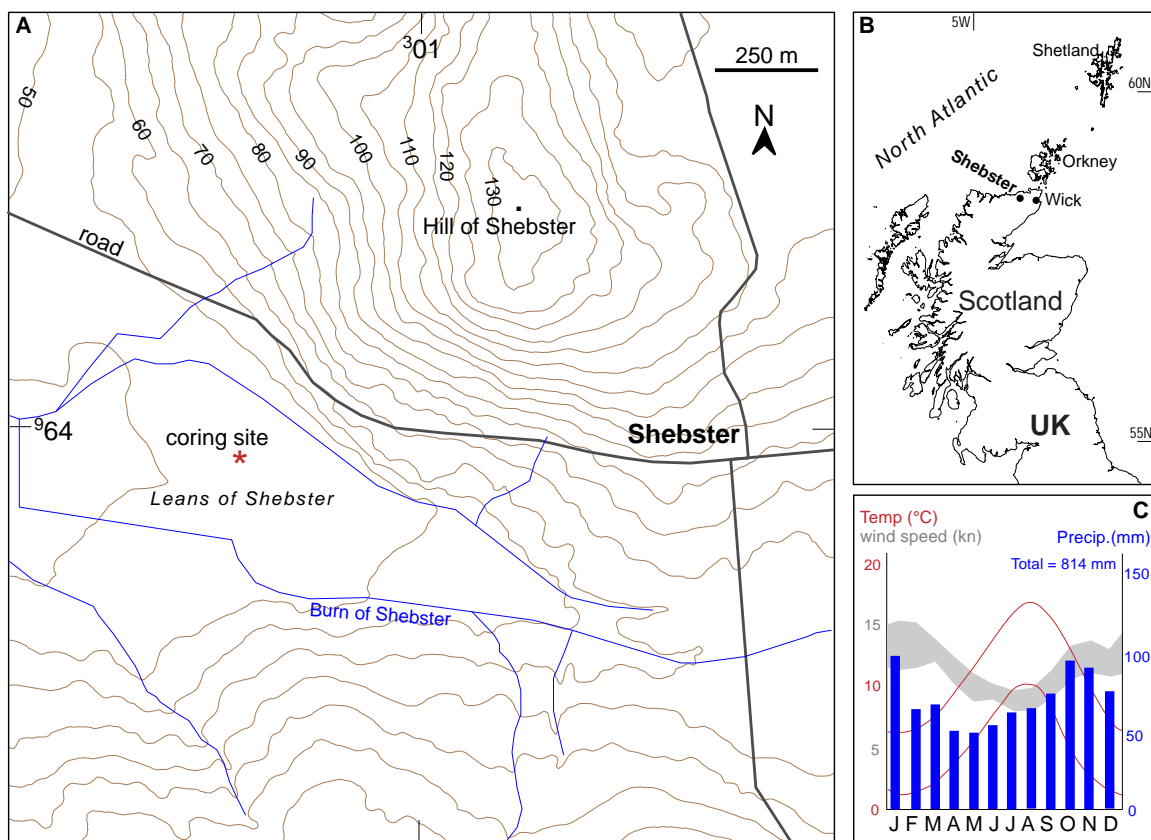 A
301
250 m
N
50
60
70
80
90
100
110
120
130
Hill of Shebster
road
964
coring site
*
Shebster
Leans of Shebster
Burn of Shebster
B
5W
Shetland
60N
North Atlantic
Orkney
Shebster
Wick
Scotland
UK
55N
C
Temp (°C)
wind speed (kn)
Precip.(mm)
Total = 814 mm
20
150
15
100
10
50
5
0
0
J F M A M J J A S O N D